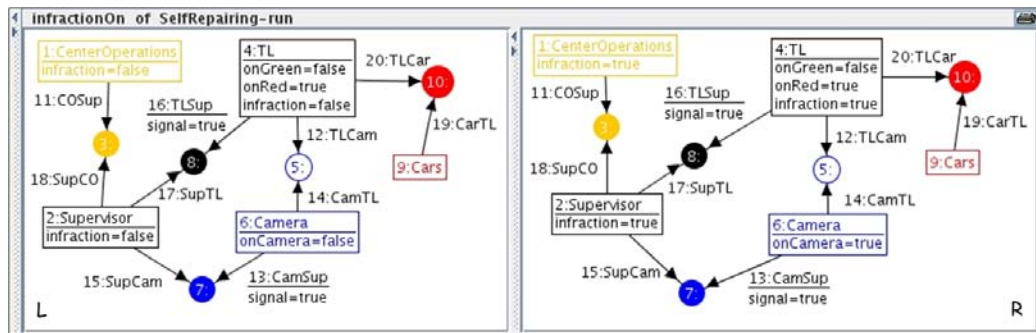 infractionOn of SelfRepairing-run
1:CenterOperations
infraction=false
4:TL
onGreen=false
onRed=true
infraction=false
20:TLCar
10:
11:COSup
16:TLSup
signal=true
12:TLCam
19:CarTL
3:
8:
5:
9:Cars
18:SupCO
17:SupTL
14:CamTL
2:Supervisor
infraction=false
6:Camera
onCamera=false
15:SupCam
7:
13:CamSup
signal=true
L
1:CenterOperations
infraction=true
4:TL
onGreen=false
onRed=true
infraction=true
20:TLCar
10:
11:COSup
16:TLSup
signal=true
12:TLCam
19:CarTL
3:
8:
5:
9:Cars
18:SupCO
17:SupTL
14:CamTL
2:Supervisor
infraction=true
6:Camera
onCamera=true
15:SupCam
7:
13:CamSup
signal=true
R